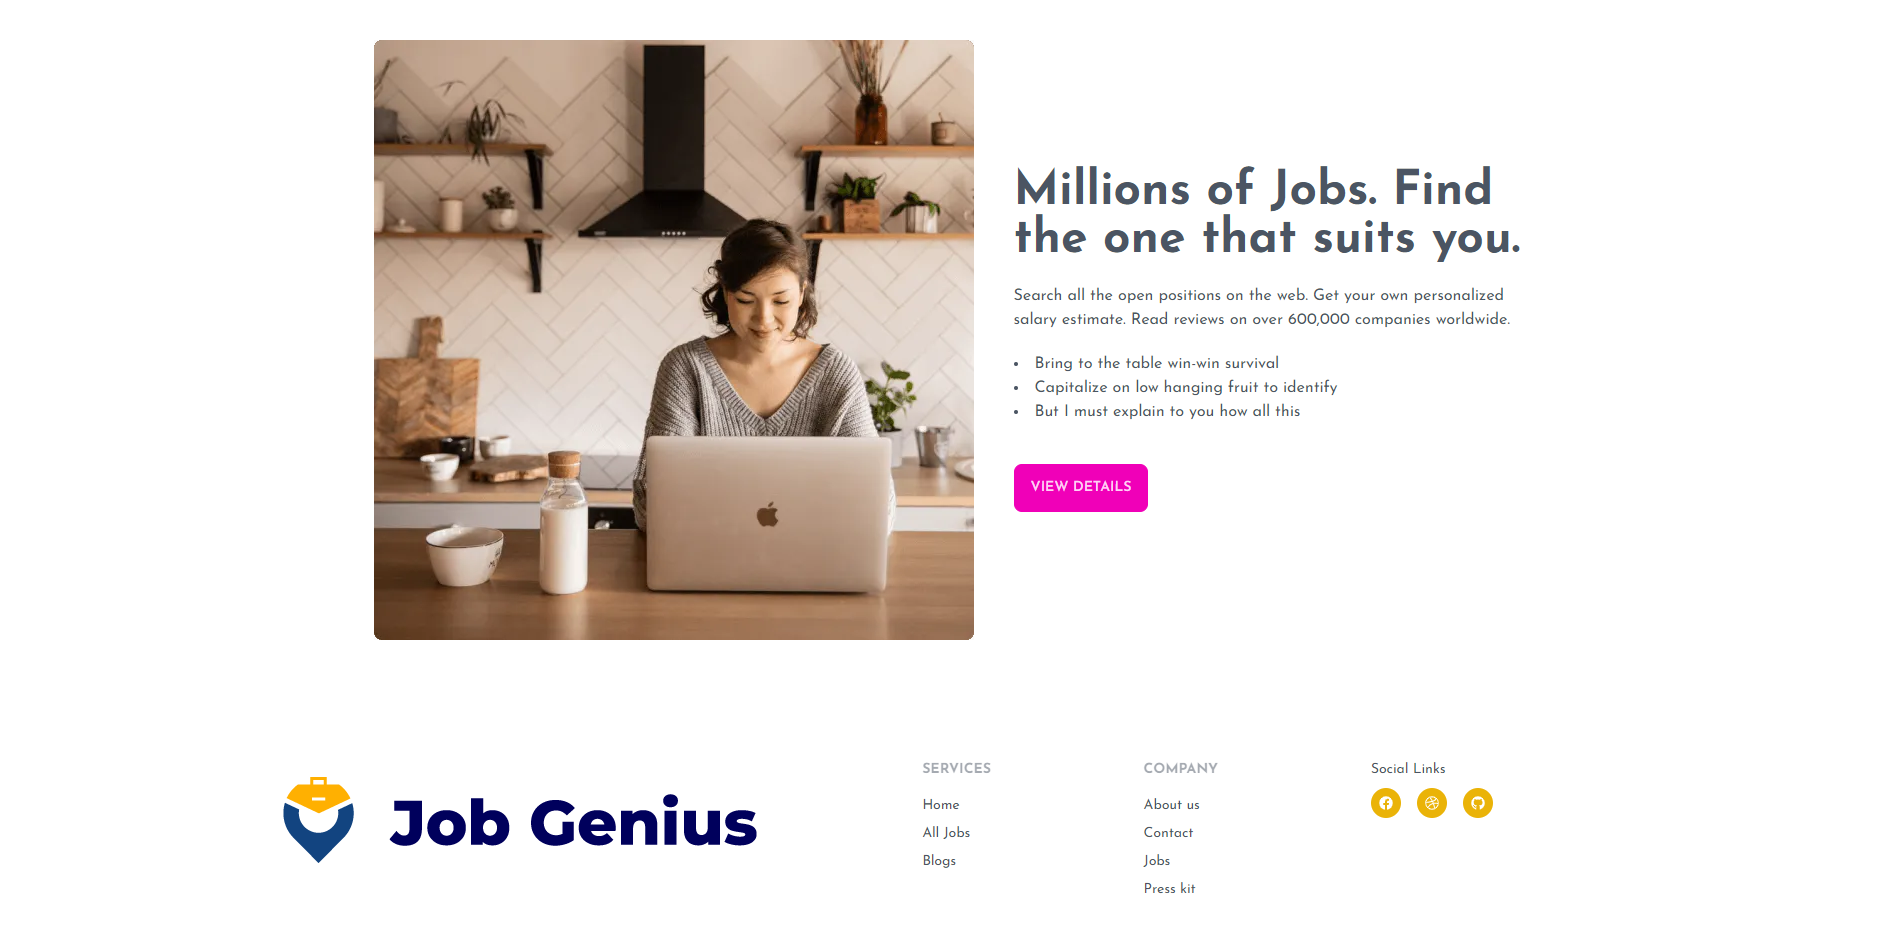 Millions of Jobs. Find
the one that suits you.
Search all the open positions on the web. Get your own personalized
salary estimate. Read reviews on over 600,000 companies worldwide.
• Bring to the table win-win survival
• Capitalize on low hanging fruit to identify
• But I must explain to you how all this
VIEW DETAILS
Job Genius
SERVICES
Home
All Jobs
Blogs
COMPANY
About us
Contact
Jobs
Press kit
Social Links